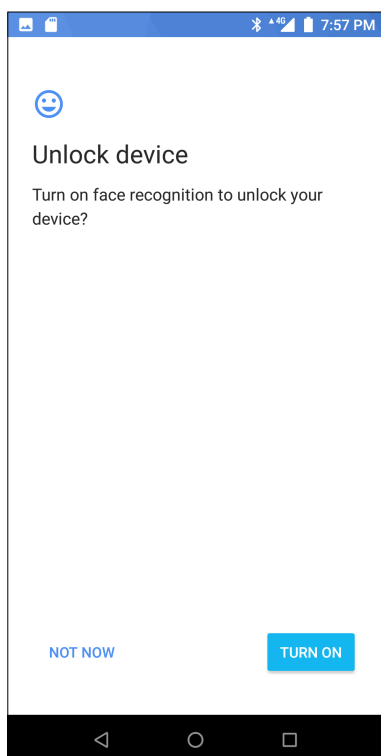 4G 7:57 PM
Unlock device
Turn on face recognition to unlock your
device?
NOT NOW TURN ON